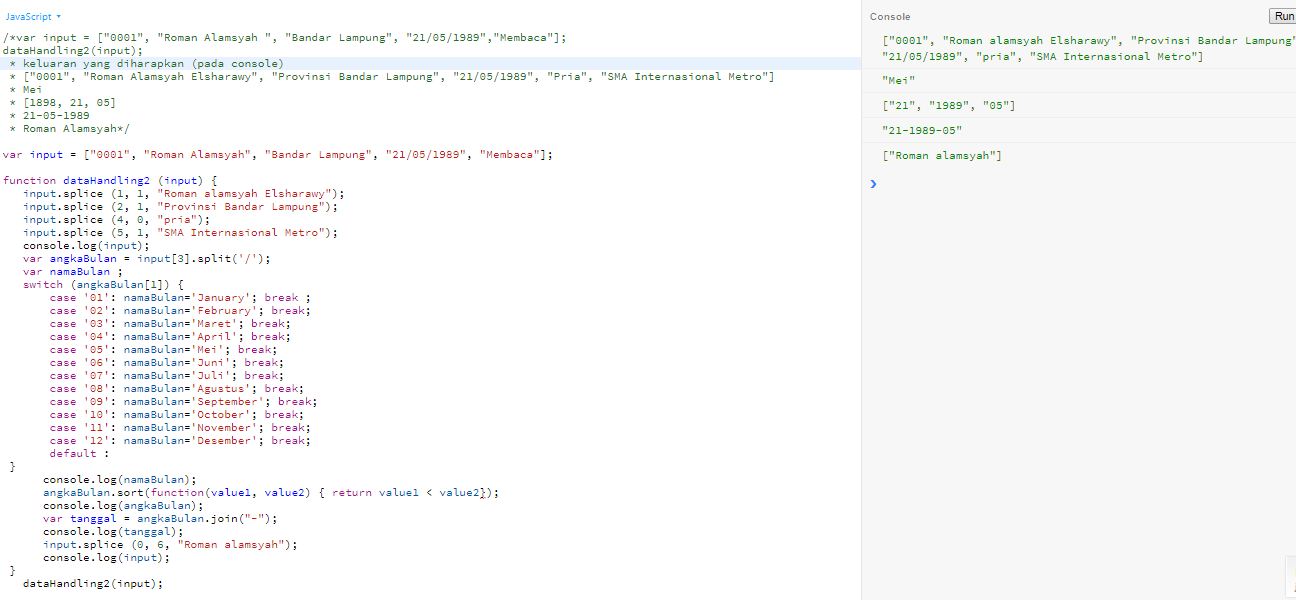 JavaScript
/*var input = ["0001", "Roman Alamsyah ", "Bandar Lampung", "21/05/1989","Membaca"];
dataHandling2(input);
* keluaran yang diharapkan (pada console)
* ["0001", "Roman Alamsyah Elsharawy", "Provinsi Bandar Lampung", "21/05/1989", "Pria", "SMA Internasional Metro"]
* Mei
* [1898, 21, 05]
* 21-05-1989
* Roman Alamsyah*/
var input = ["0001", "Roman Alamsyah", "Bandar Lampung", "21/05/1989", "Membaca"];
function dataHandling2 (input) {
input.splice (1, 1, "Roman alamsyah Elsharawy");
input.splice (2, 1, "Provinsi Bandar Lampung");
input.splice (4, 0, "pria");
input.splice (5, 1, "SMA Internasional Metro");
console.log(input);
var angkaBulan = input[3].split('/');
var namaBulan ;
switch (angkaBulan[1]) {
case '01': namaBulan='January'; break ;
case '02': namaBulan='February'; break;
case '03': namaBulan='Maret'; break;
case '04': namaBulan='April'; break;
case '05': namaBulan='Mei'; break;
case '06': namaBulan='Juni'; break;
case '07': namaBulan='Juli'; break;
case '08': namaBulan='Agustus'; break;
case '09': namaBulan='September'; break;
case '10': namaBulan='October'; break;
case '11': namaBulan='November'; break;
case '12': namaBulan='Desember'; break;
default :
}
console.log(namaBulan);
angkaBulan.sort(function(value1, value2) { return value1 < value2});
console.log(angkaBulan);
var tanggal = angkaBulan.join("-");
console.log(tanggal);
input.splice (0, 6, "Roman alamsyah");
console.log(input);
}
dataHandling2(input);
Console
Run
["0001", "Roman alamsyah Elsharawy", "Provinsi Bandar Lampung"
"21/05/1989", "pria", "SMA Internasional Metro"]
"Mei"
["21", "1989", "05"]
"21-1989-05"
["Roman alamsyah"]